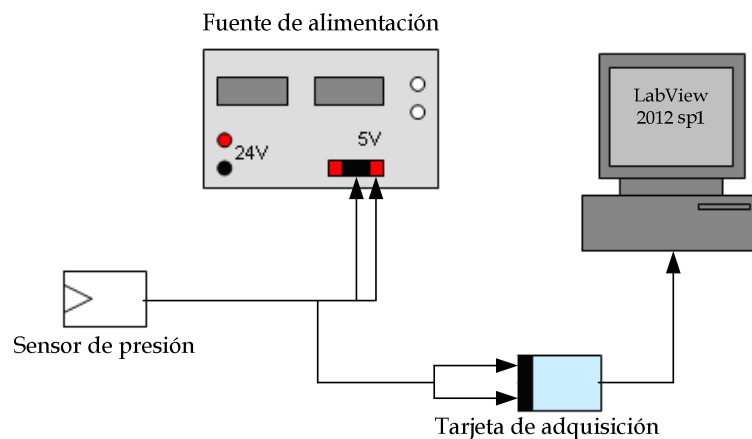 Fuente de alimentación
LabView
2012 sp1
5V
24V
Sensor de presión
Tarjeta de adquisición